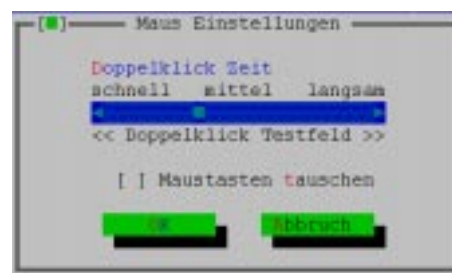 [■] Maus Einstellungen
Doppelklick Zeit
schnell mittel langsam
<< Doppelklick Testfeld >>
[ ] Maustasten tauschen
OK Abbruch